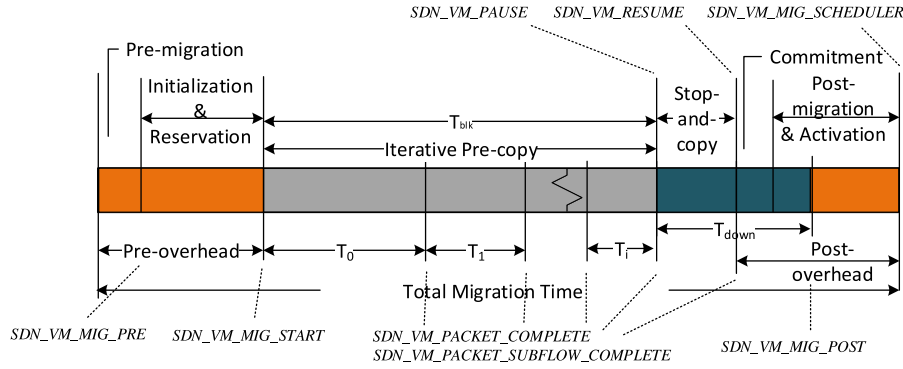 SDN_VM_PAUSE SDN_VM_RESUME SDN_VM_MIG_SCHEDULER
Pre-migration
Commitment
Initialization
&
Reservation
Stop-
and-
copy
Post-
migration
& Activation
Tblk
Iterative Pre-copy
Pre-overhead
T0
T1
Ti
Tdown
Post-
overhead
Total Migration Time
SDN_VM_MIG_PRE
SDN_VM_MIG_START
SDN_VM_PACKET_COMPLETE
SDN_VM_PACKET_SUBFLOW_COMPLETE
SDN_VM_MIG_POST